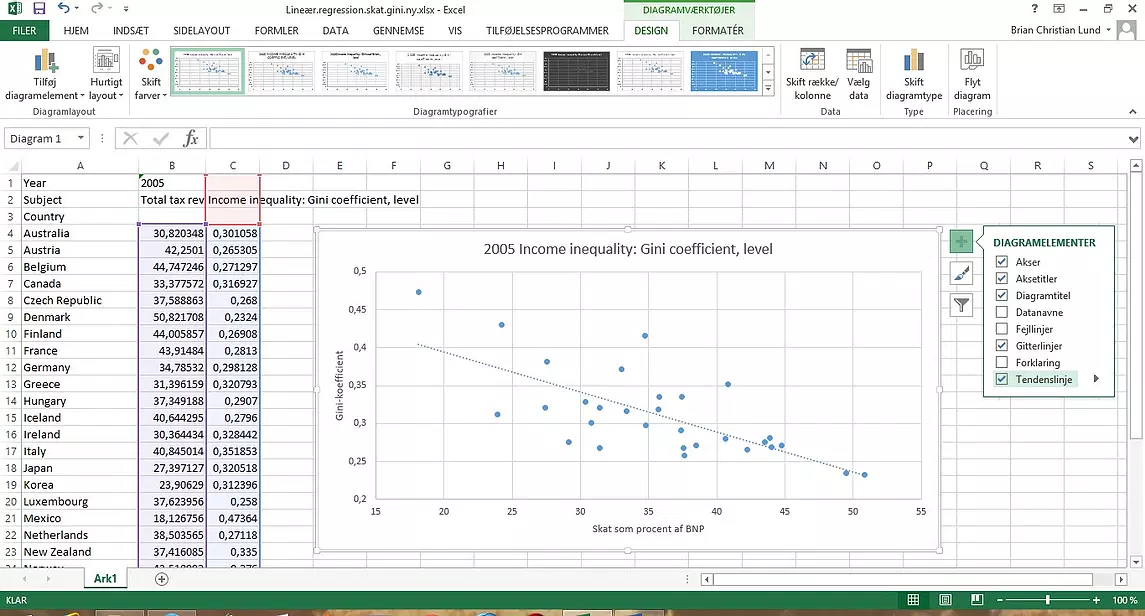 Lineær.regression.skat.gini.ny.xlsx - Excel
DIAGRAMVÆRKTØJER
FILER HJEM INDSÆT SIDELAYOUT FORMLER DATA GENNEMSE VIS TILFØJELSESPROGRAMMER DESIGN FORMATÉR Brian Christian Lund
Tilføj diagramelement
Hurtigt layout
Skift farver
Skift række/ kolonne
Vælg data
Skift diagramtype
Flyt diagram
Diagramlayout Diagramtypografier Data Type Placering
Diagram 1 fx
A B C D E F G H I J K L M N O P Q R S
1 Year 2005
2 Subject Total tax rev Income inequality: Gini coefficient, level
3 Country
4 Australia 30,820348 0,301058
5 Austria 42,2501 0,265305
6 Belgium 44,747246 0,271297
7 Canada 33,377572 0,316927
8 Czech Republic 37,588863 0,268
9 Denmark 50,821708 0,2324
10 Finland 44,005857 0,26908
11 France 43,91484 0,2813
12 Germany 34,78532 0,298128
13 Greece 31,396159 0,320793
14 Hungary 37,349188 0,2907
15 Iceland 40,644295 0,2796
16 Ireland 30,364434 0,328442
17 Italy 40,845014 0,351853
18 Japan 27,397127 0,320518
19 Korea 23,90629 0,312396
20 Luxembourg 37,623956 0,258
21 Mexico 18,126756 0,47364
22 Netherlands 38,503565 0,27118
23 New Zealand 37,416085 0,335
2005 Income inequality: Gini coefficient, level
0,5
0,45
0,4
0,35
0,3
0,25
0,2
Gini-koefficient
15 20 25 30 35 40 45 50 55
Skat som procent af BNP
DIAGRAMELEMENTER
Akser
Aksetitler
Diagramtitel
Datanavne
Fejllinjer
Gitterlinjer
Forklaring
Tendenslinje
Ark1
KLAR
100 %